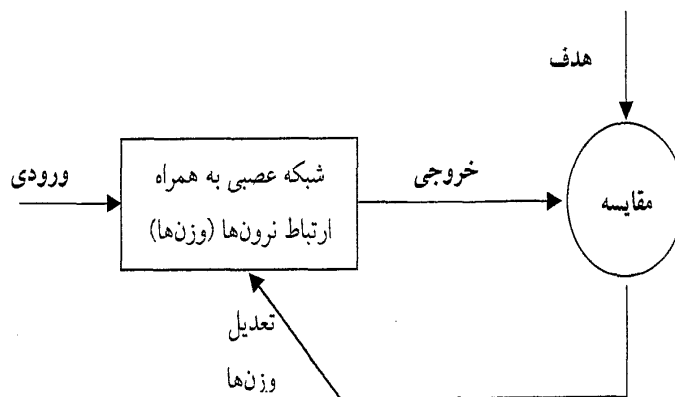 هدف
ورودی
شبکه عصبی به همراه
ارتباط نرون‌ها (وزن‌ها)
خروجی
مقایسه
تعدیل
وزن‌ها